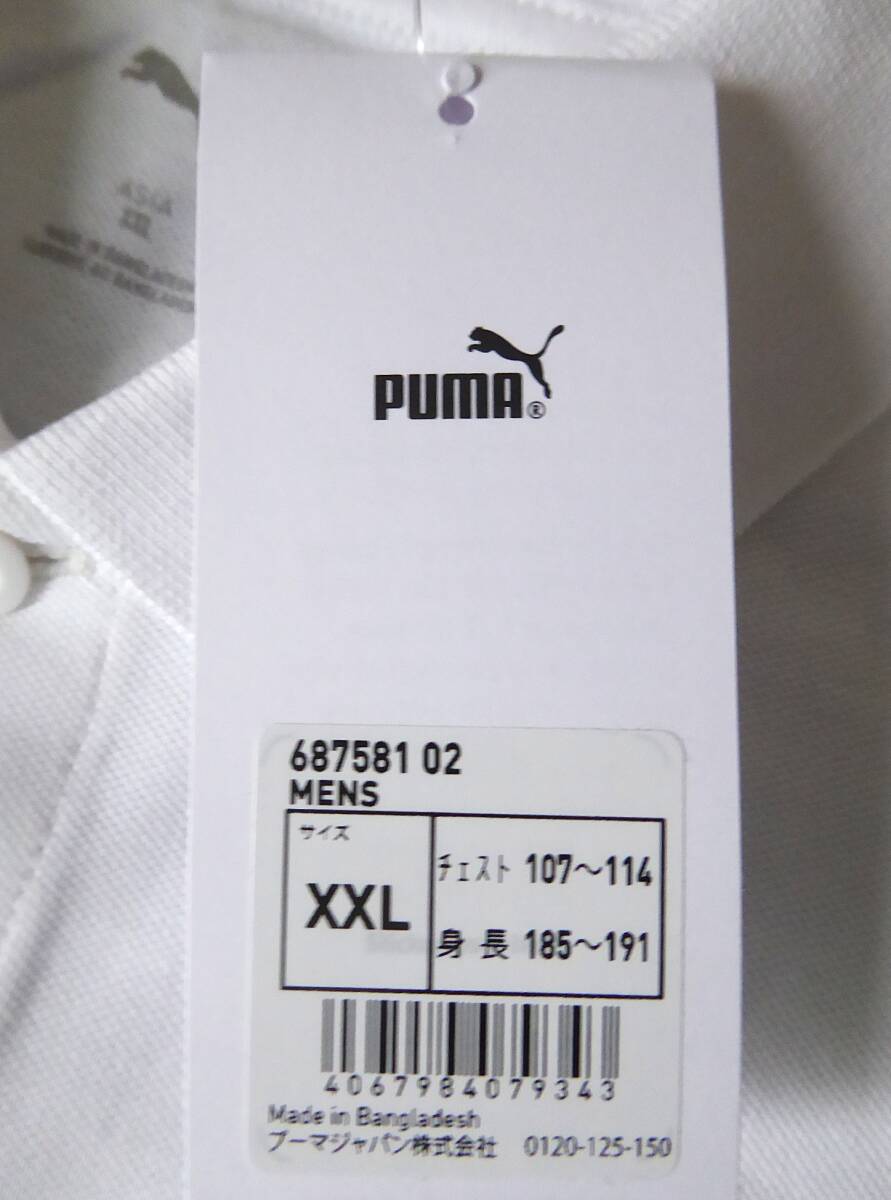 ASIA
PUMA®
687581 02
MENS
サイズ
XXL
チェスト 107～114
身長 185～191
4067984079343
Made in Bangladesh
プーマジャパン株式会社 0120-125-150